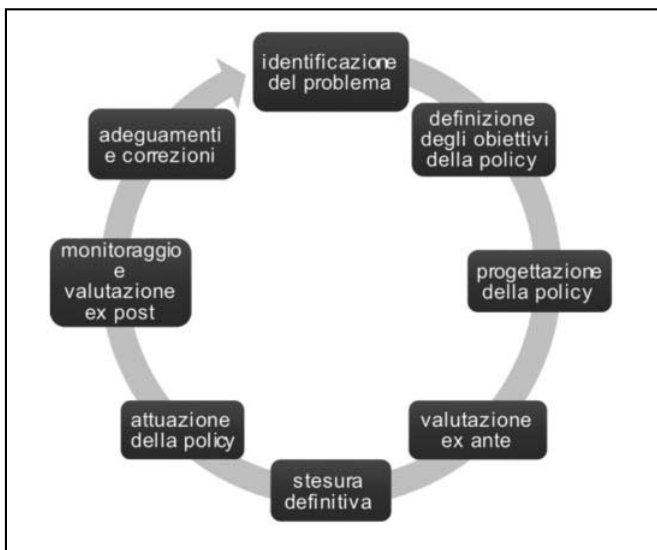 identificazione
del problema
definizione
degli obiettivi
della policy
progettazione
della policy
valutazione
ex ante
stesura
definitiva
attuazione
della policy
monitoraggio
e
valutazione
ex post
adeguamenti
e correzioni